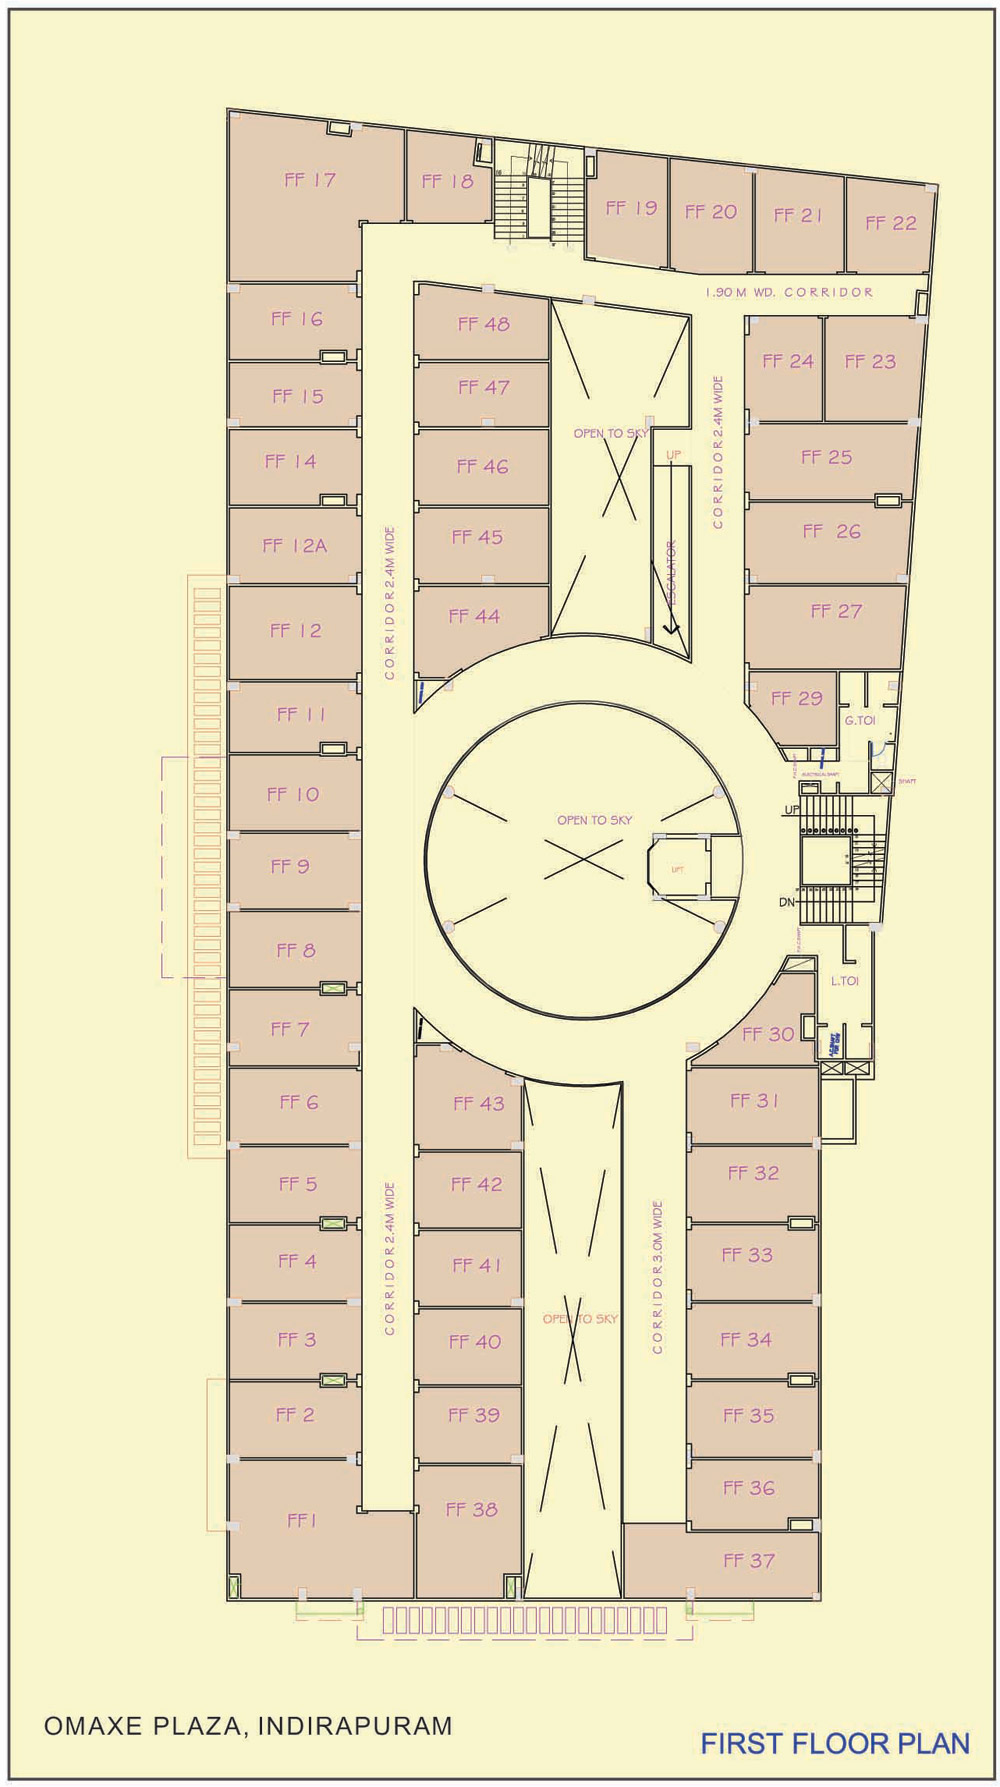 FF 17
FF 18
FF 19
FF 20
FF 21
FF 22
1.90 M WD. CORRIDOR
FF 16
FF 48
FF 24
FF 23
FF 15
FF 47
CORRIDOR 2.4M WIDE
OPEN TO SKY
UP
FF 14
FF 46
FF 25
FF 12A
FF 45
FF 26
CORRIDOR 2.4M WIDE
ESCALATOR
FF 12
FF 44
FF 27
FF 11
FF 29
G.TOI
ELECTRICAL SHAFT
SHAFT
FF 10
OPEN TO SKY
UP
FF 9
LIFT
DN
FF 8
L.TOI
FF 7
FF 30
FF 6
FF 43
FF 31
FF 5
FF 42
FF 32
CORRIDOR 2.4M WIDE
CORRIDOR 3.0M WIDE
FF 4
FF 41
FF 33
FF 3
FF 40
OPEN TO SKY
FF 34
FF 2
FF 39
FF 35
FF1
FF 38
FF 36
FF 37
OMAXE PLAZA, INDIRAPURAM
FIRST FLOOR PLAN